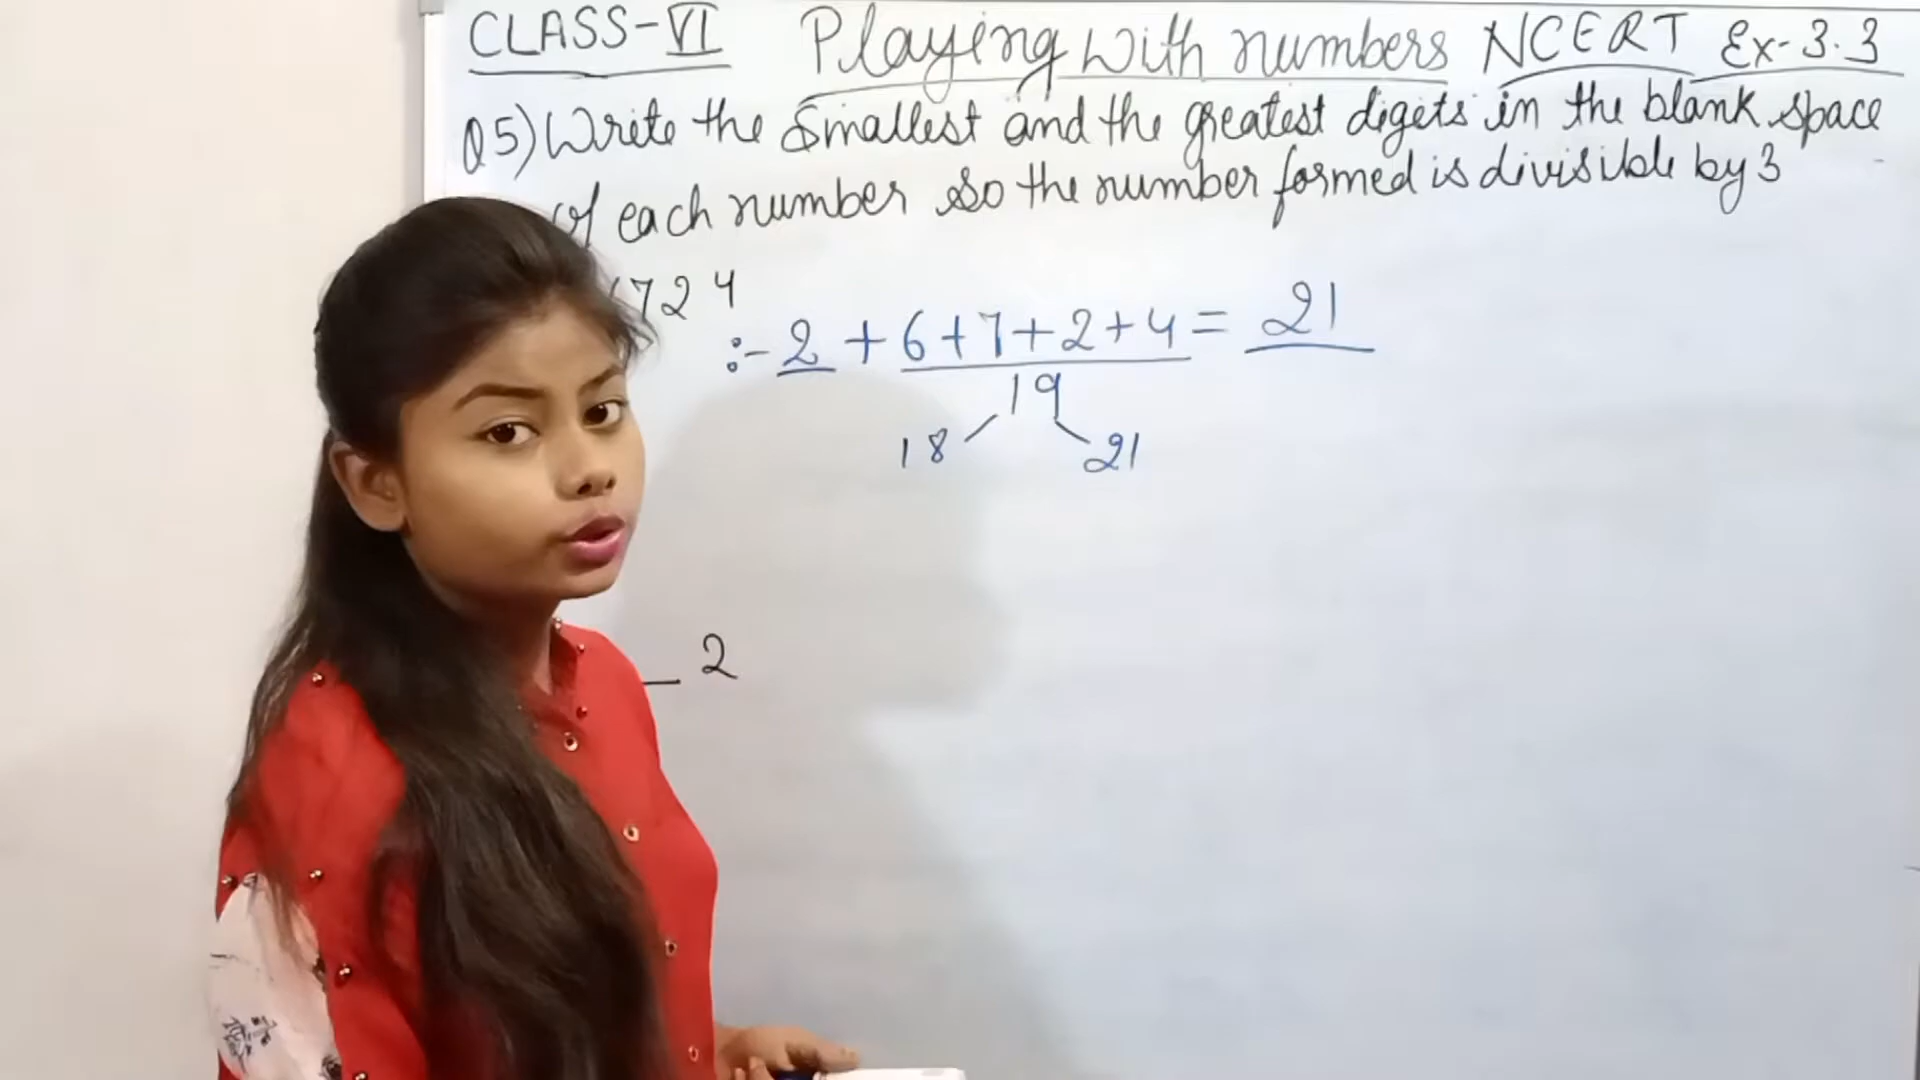 CLASS-VI Playing with numbers NCERT Ex-3.3
Q5) Write the smallest and the greatest digits in the blank space
of each number so the number formed is divisible by 3
724
:- 2 + 6+7+2+4 = 21
19
18 21
_ 2